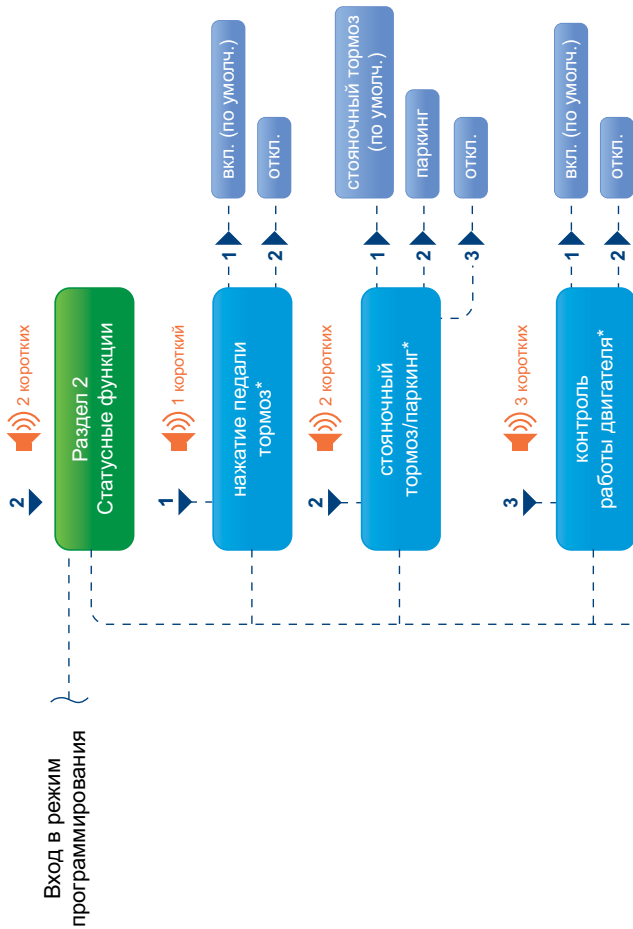 Вход в режим
программирования
2
2 коротких
Раздел 2
Статусные функции
1
1 короткий
нажатие педали
тормоз*
1
вкл. (по умолч.)
2
откл.
2
2 коротких
стояночный
тормоз/паркинг*
1
стояночный тормоз
(по умолч.)
2
паркинг
3
откл.
3
3 коротких
контроль
работы двигателя*
1
вкл. (по умолч.)
2
откл.